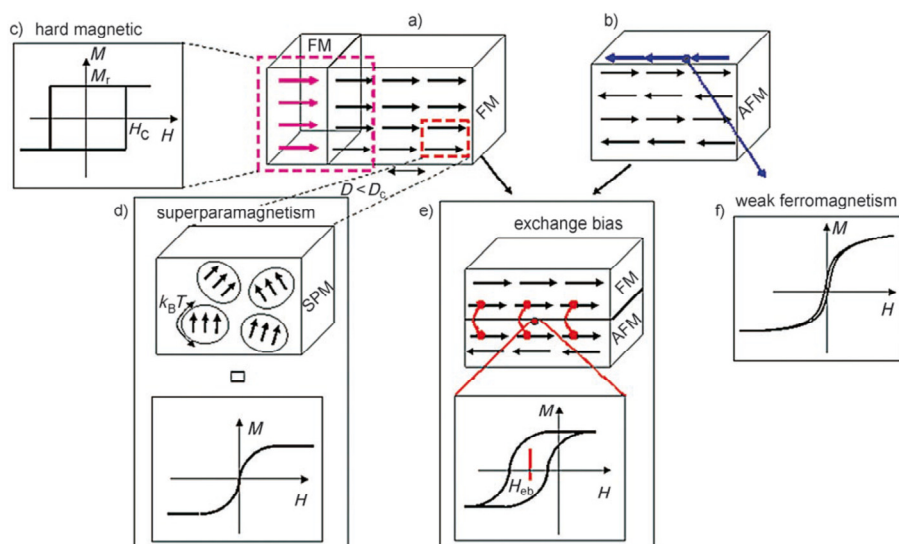 c) hard magnetic
M
Mr
HC
H
a)
FM
FM
D < Dc
b)
AFM
d)
superparamagnetism
kBT
SPM
M
H
e)
exchange bias
FM
AFM
M
Heb
H
weak ferromagnetism
f)
M
H